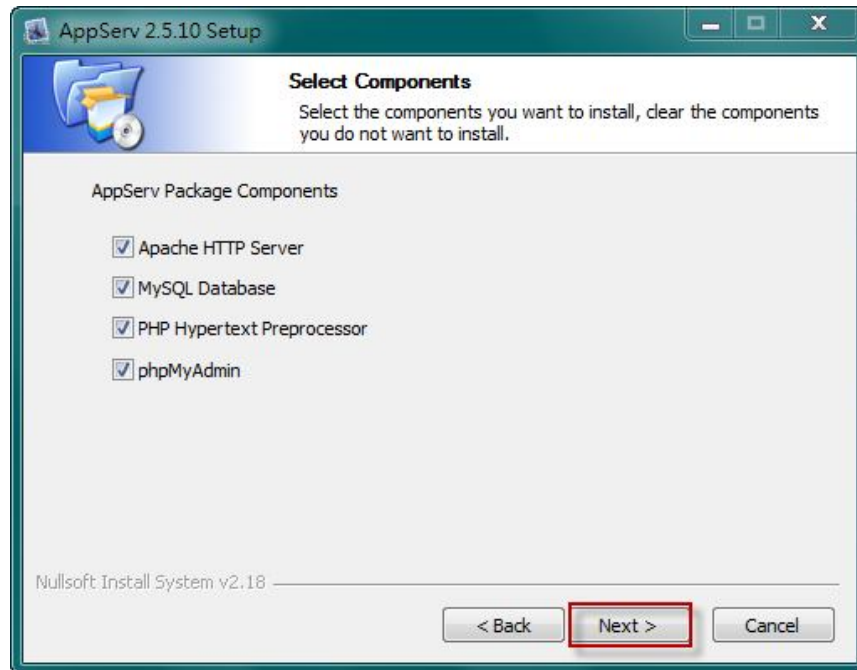 AppServ 2.5.10 Setup
Select Components
Select the components you want to install, clear the components
you do not want to install.
AppServ Package Components
Apache HTTP Server
MySQL Database
PHP Hypertext Preprocessor
phpMyAdmin
Nullsoft Install System v2.18
< Back
Next >
Cancel